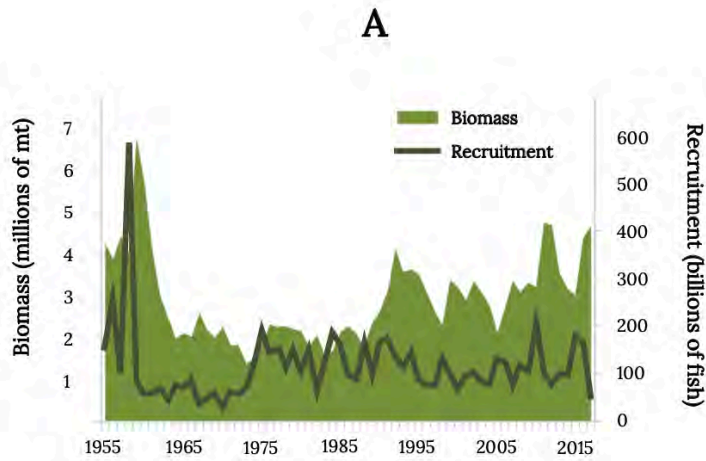 A
Biomass (millions of mt)
7
6
5
4
3
2
1
Biomass
Recruitment
600
500
400
300
200
100
0
Recruitment (billions of fish)
1955 1965 1975 1985 1995 2005 2015